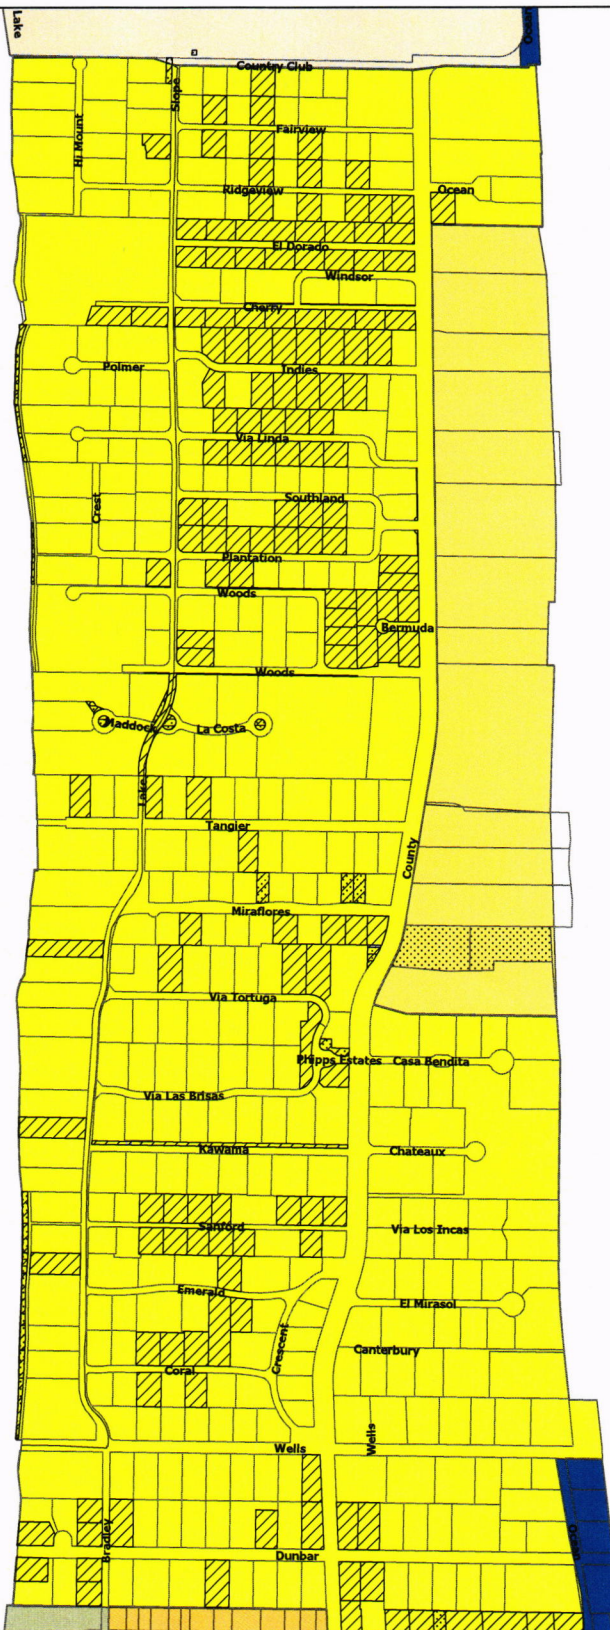 Lake
Ocean
Country Club
Slope
Hi Mount
Fairview
Ridgeview
Ocean
El Dorado
Windsor
Cherry
Polmer
Indies
Via Linda
Crest
Southland
Plantation
Woods
Bermuda
Woods
Maddock
La Costa
Lake
Tangier
County
Miraflores
Via Tortuga
Phipps Estates
Casa Bendita
Via Las Brisas
Kawama
Chateaux
Sanford
Via Los Incas
Emerald
El Mirasol
Crescent
Canterbury
Coral
Wells
Wells
Bradley
Dunbar
Ocean